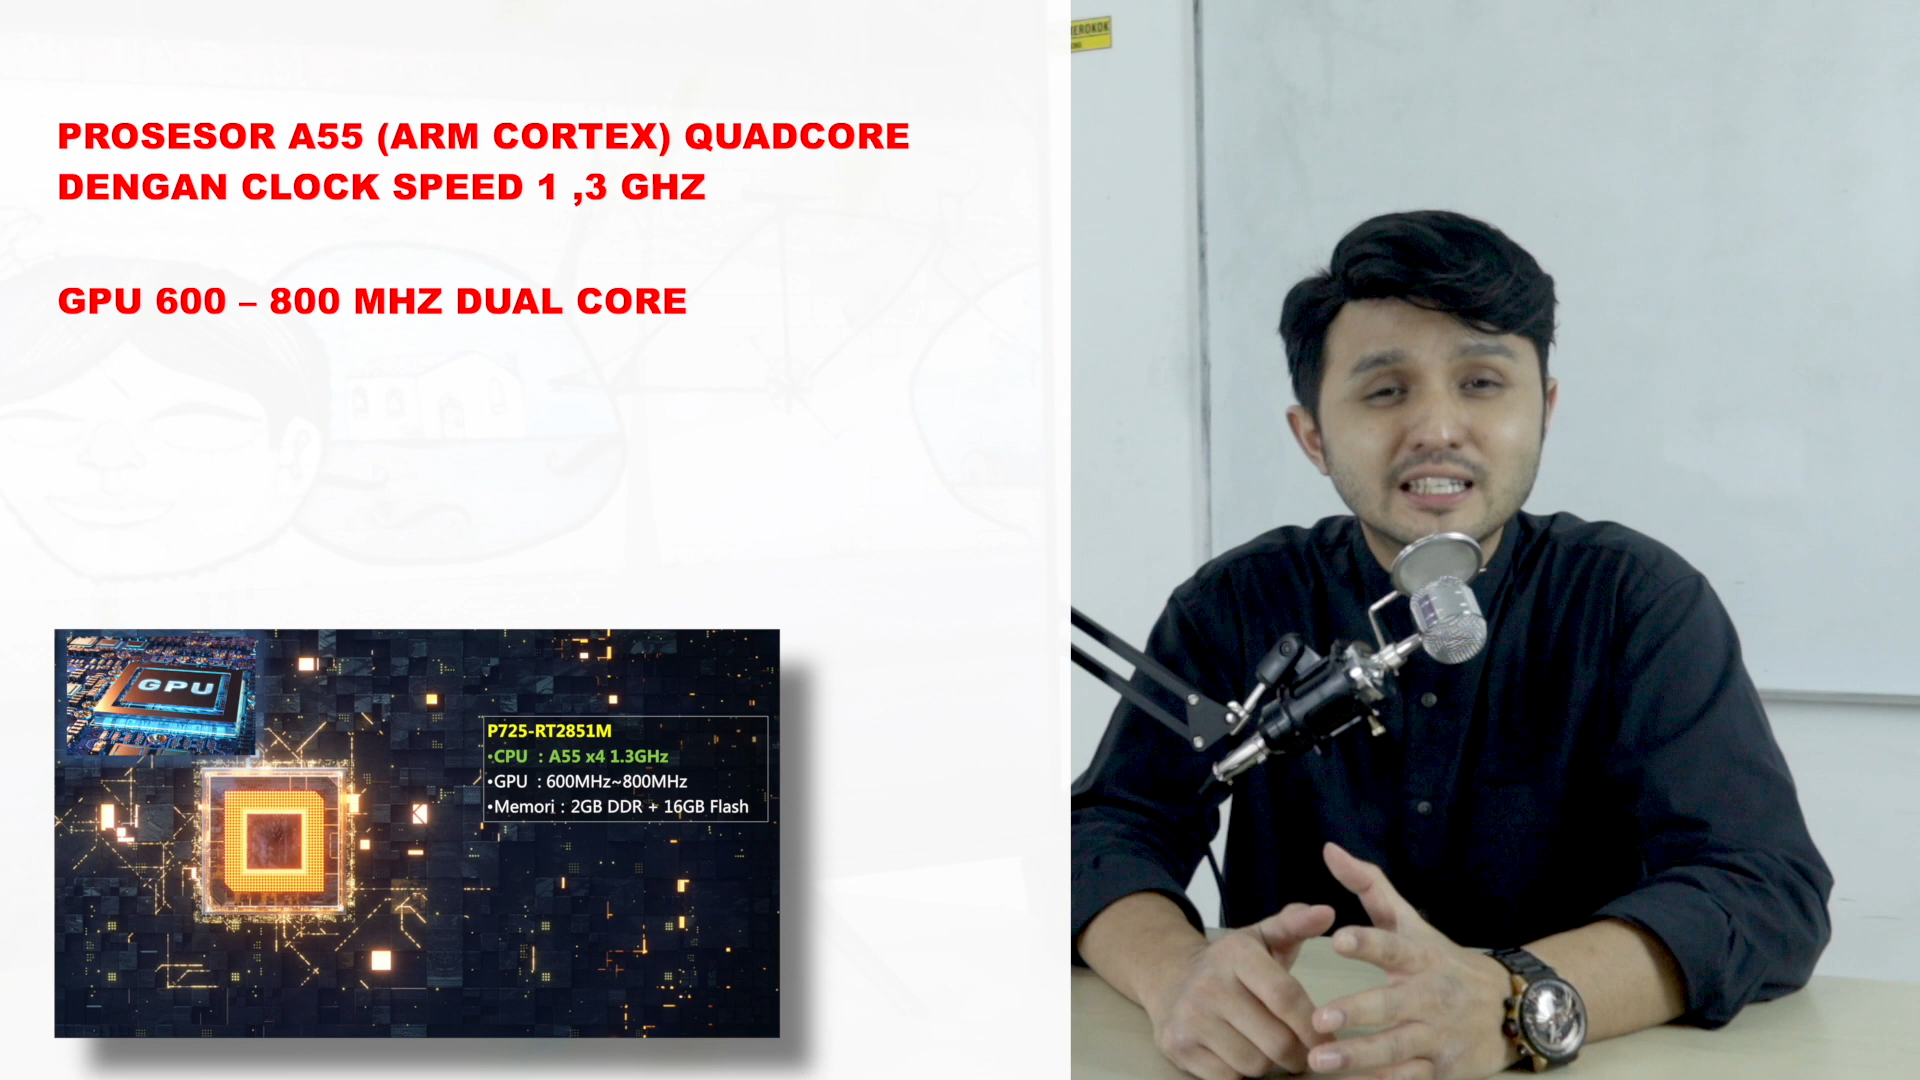 PROSESOR A55 (ARM CORTEX) QUADCORE
DENGAN CLOCK SPEED 1 ,3 GHZ
GPU 600 – 800 MHZ DUAL CORE
GPU
P725-RT2851M
•CPU : A55 x4 1.3GHz
•GPU : 600MHz~800MHz
•Memori : 2GB DDR + 16GB Flash